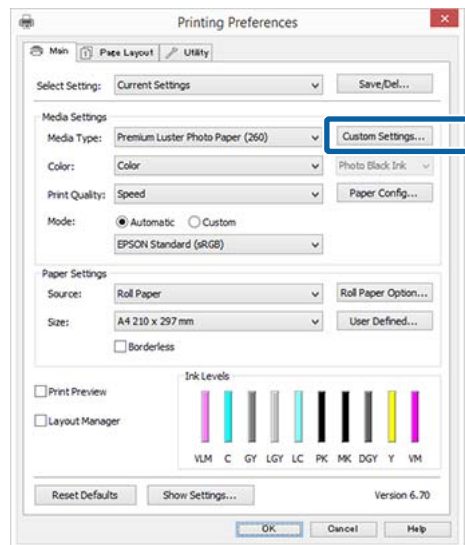 Printing Preferences
Main Page Layout Utility
Select Setting: Current Settings Save/Del...
Media Settings
Media Type: Premium Luster Photo Paper (260) Custom Settings...
Color: Color Photo Black Ink
Print Quality: Speed Paper Config...
Mode: Automatic Custom
EPSON Standard (sRGB)
Paper Settings
Source: Roll Paper Roll Paper Option...
Size: A4 210 x 297 mm User Defined...
Borderless
Ink Levels
Print Preview
Layout Manager
VLM C GY LGY LC PK MK DGY Y VM
Reset Defaults Show Settings... Version 6.70
OK Cancel Help